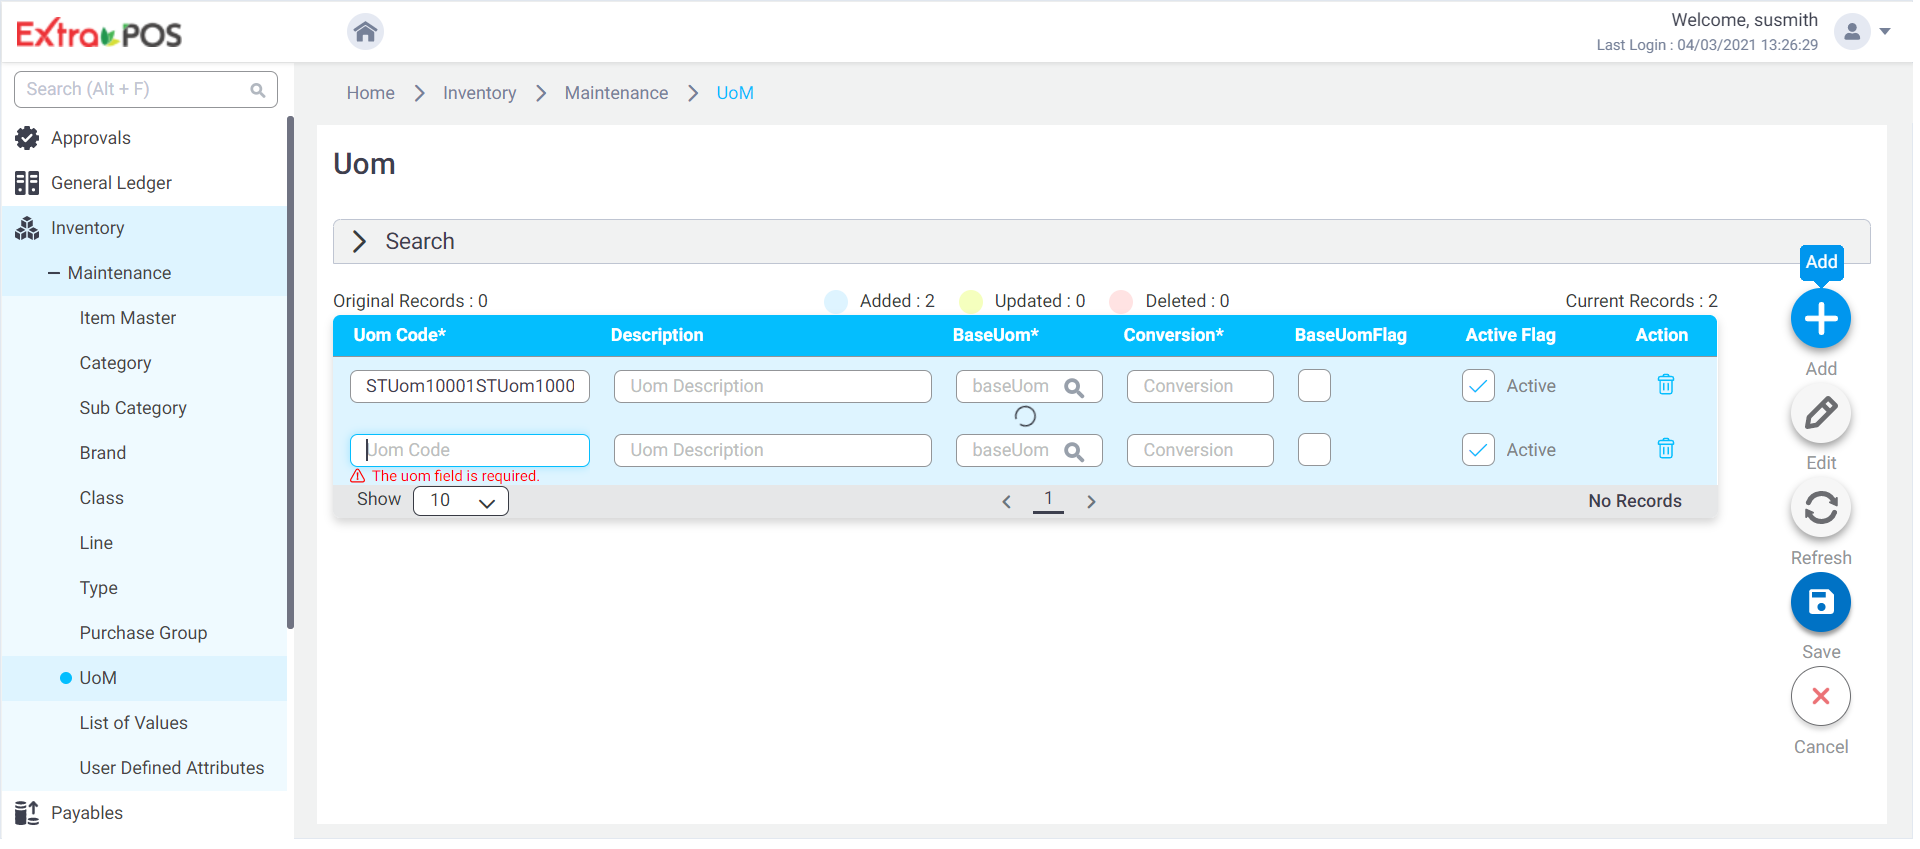 Extra POS
Welcome, susmith
Last Login : 04/03/2021 13:26:29
Search (Alt + F)
Home > Inventory > Maintenance > UoM
Approvals
General Ledger
Inventory
Maintenance
Item Master
Category
Sub Category
Brand
Class
Line
Type
Purchase Group
UoM
List of Values
User Defined Attributes
Payables
Uom
Search
Original Records : 0 Added : 2 Updated : 0 Deleted : 0 Current Records : 2
Uom Code* Description BaseUom* Conversion* BaseUomFlag Active Flag Action
STUom10001STUom1000 Uom Description baseUom Conversion Active
Uom Code Uom Description baseUom Conversion Active
The uom field is required.
Show 10 < 1 > No Records
Add
Add
Edit
Refresh
Save
Cancel